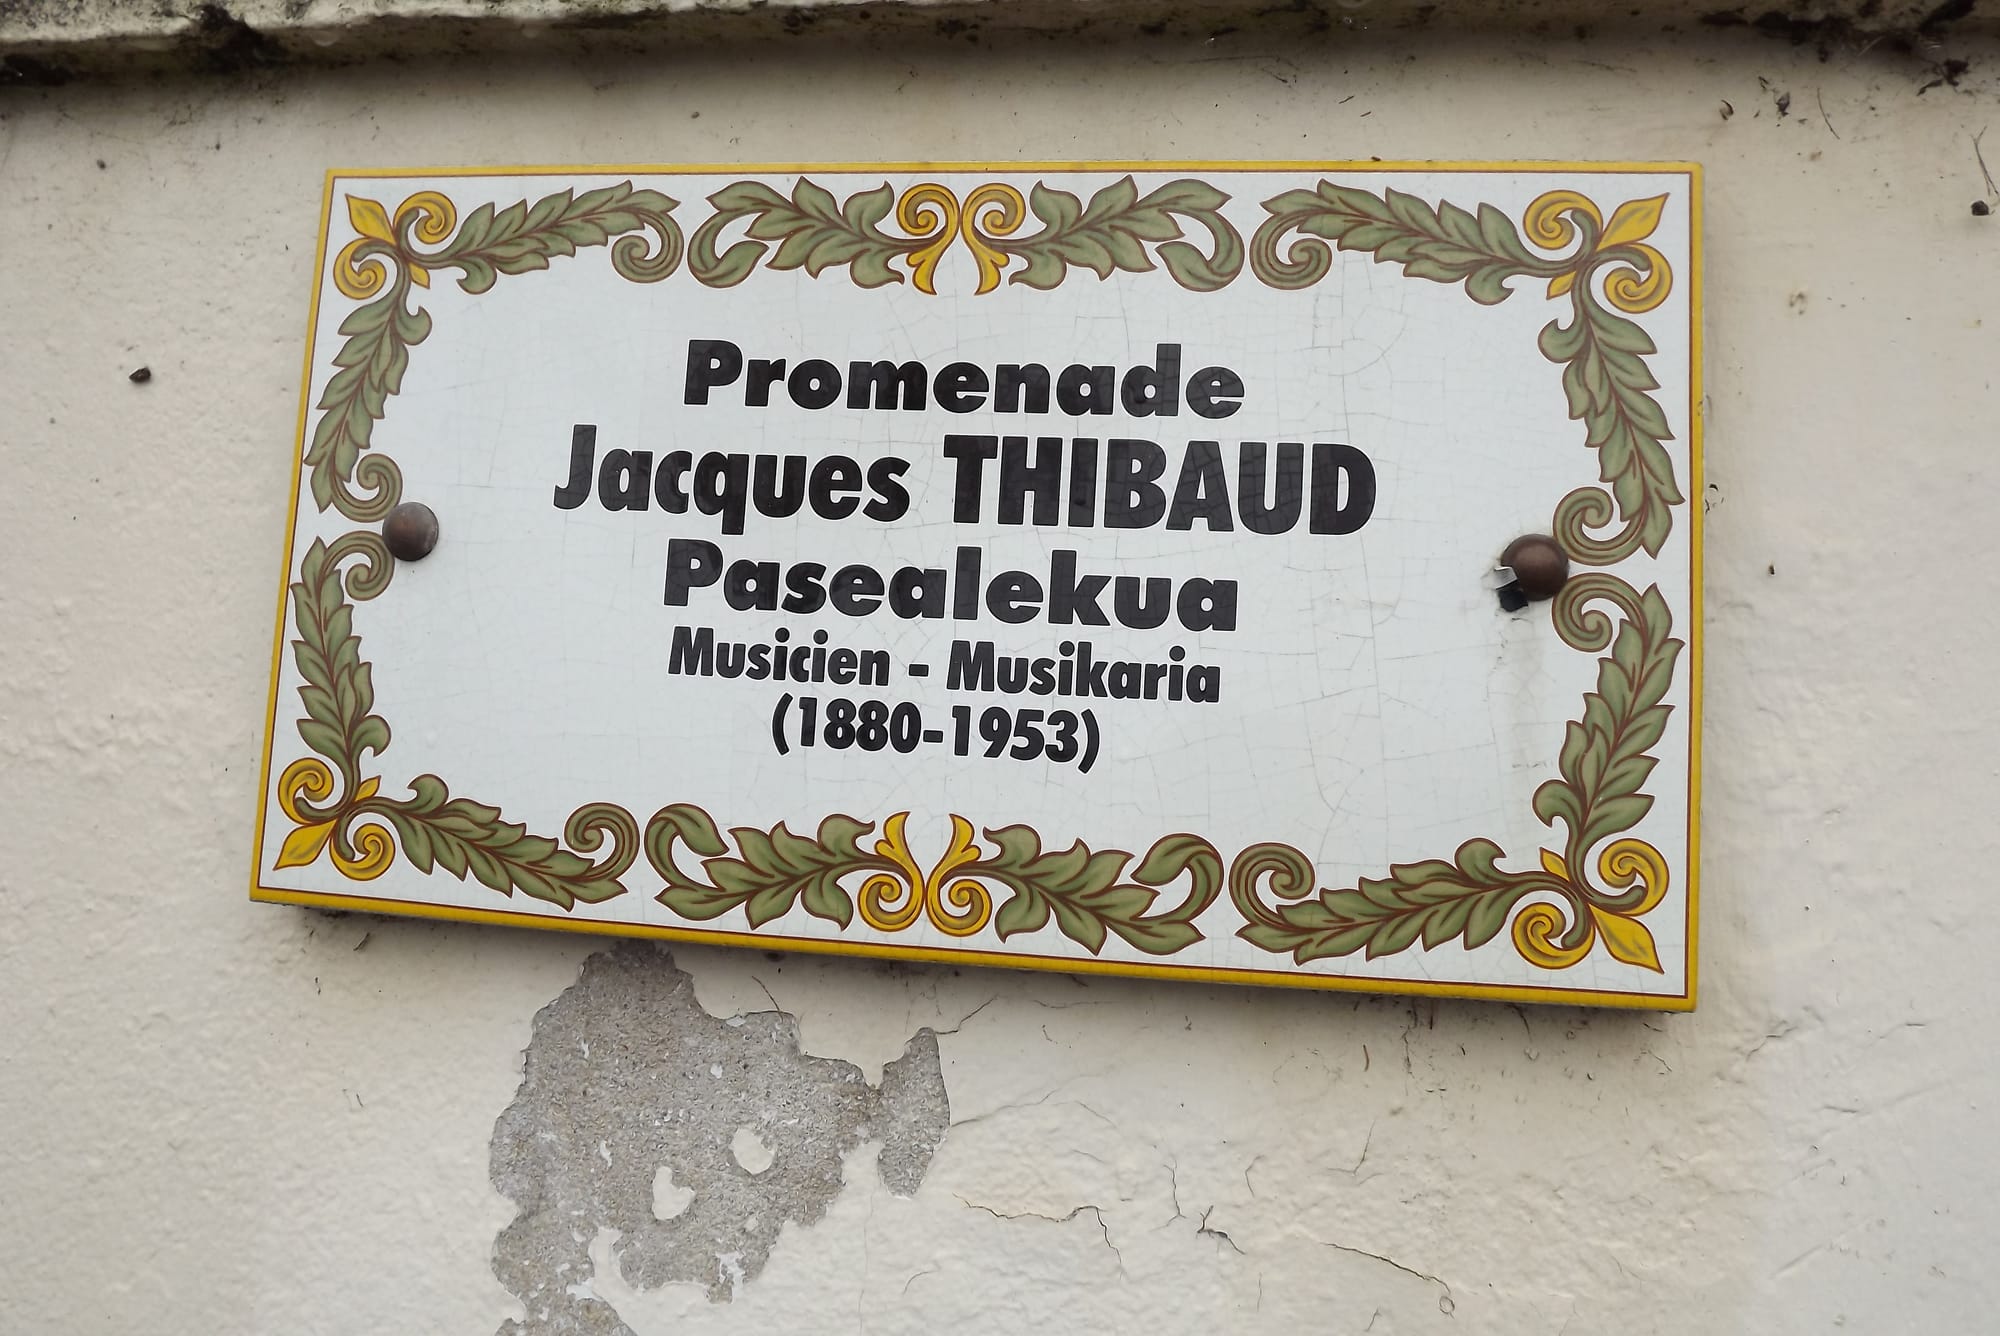 Promenade
Jacques THIBAUD
Pasealekua
Musicien - Musikaria
(1880-1953)